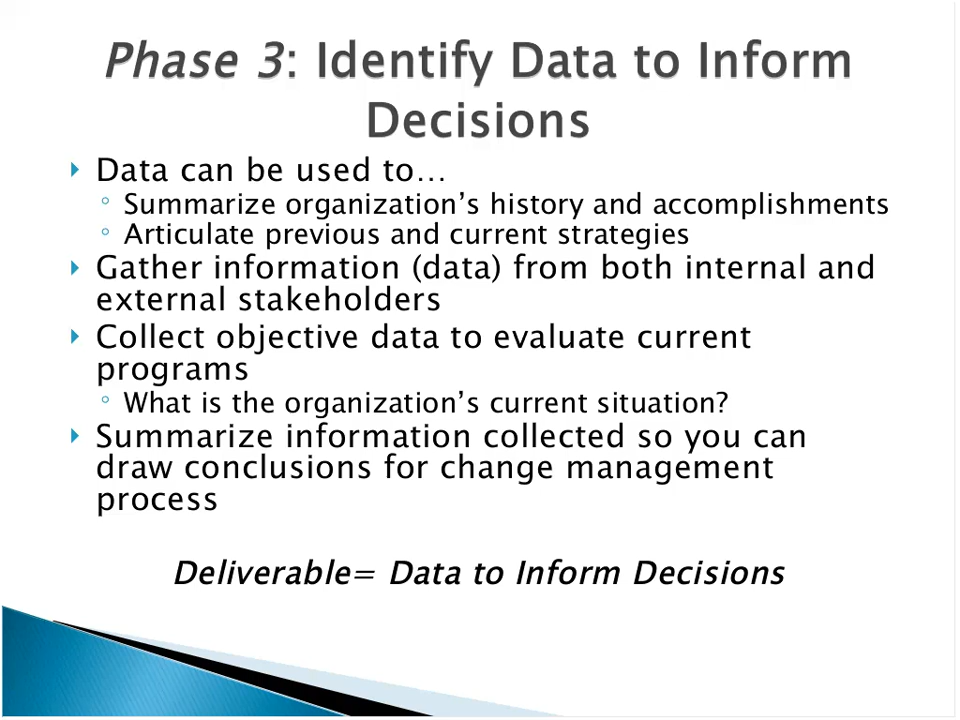 Phase 3: Identify Data to Inform
Decisions
Data can be used to…
Summarize organization’s history and accomplishments
Articulate previous and current strategies
Gather information (data) from both internal and
external stakeholders
Collect objective data to evaluate current
programs
What is the organization’s current situation?
Summarize information collected so you can
draw conclusions for change management
process
Deliverable= Data to Inform Decisions